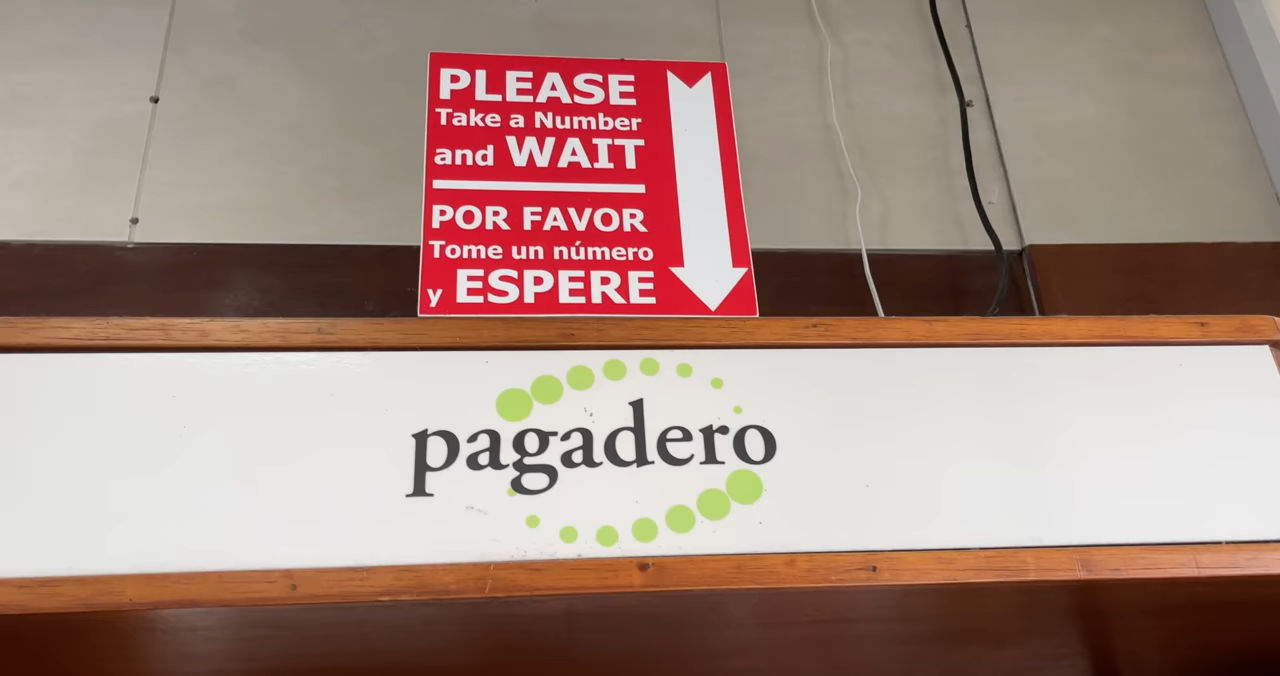 PLEASE
Take a Number
and WAIT
POR FAVOR
Tome un número
y ESPERE
pagadero